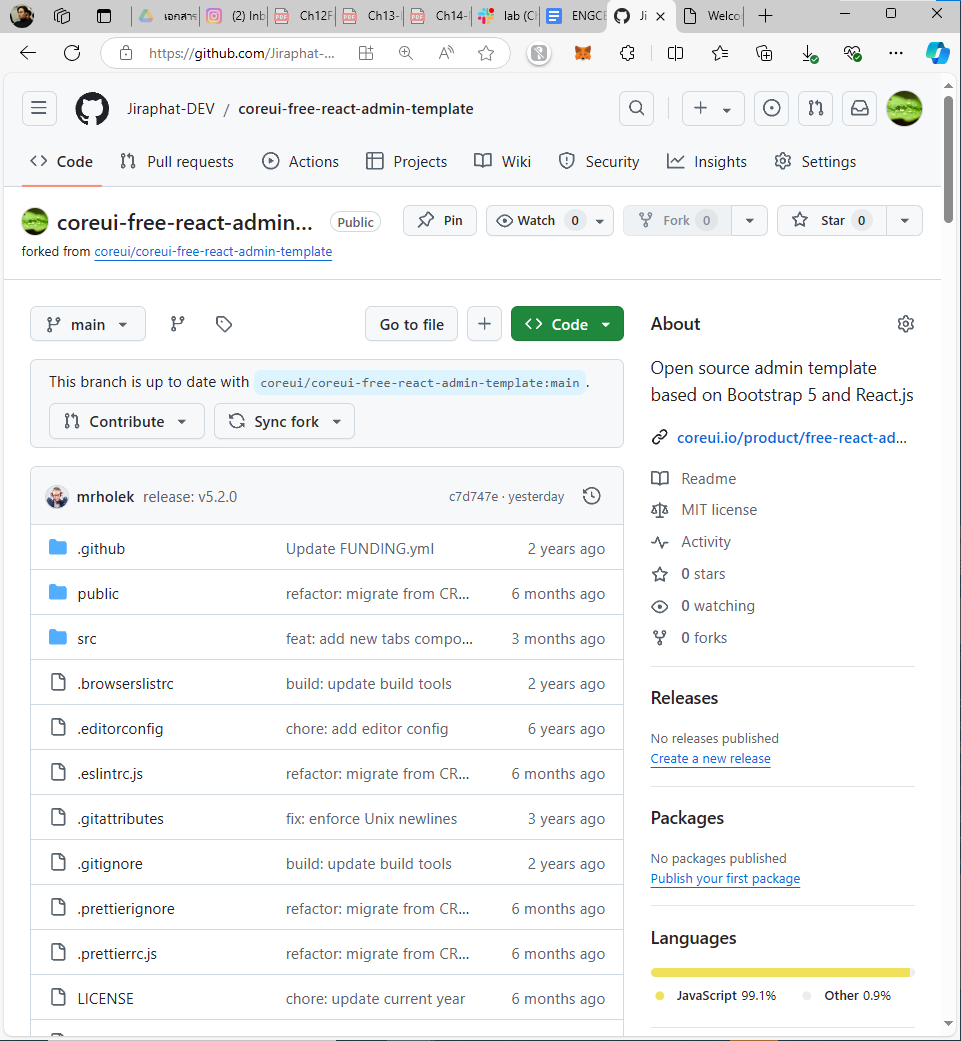 เอกสาร
(2) Inb
Ch12F
Ch13-
Ch14-
lab (Ch
ENGCE
Ji
Welco
https://github.com/Jiraphat-...
Jiraphat-DEV / coreui-free-react-admin-template
Code Pull requests Actions Projects Wiki Security Insights Settings
coreui-free-react-admin... Public Pin Watch 0 Fork 0 Star 0
forked from coreui/coreui-free-react-admin-template
main Go to file Code
This branch is up to date with coreui/coreui-free-react-admin-template:main .
Contribute Sync fork
mrholek release: v5.2.0 c7d747e · yesterday
.github Update FUNDING.yml 2 years ago
public refactor: migrate from CR... 6 months ago
src feat: add new tabs compo... 3 months ago
.browserslistrc build: update build tools 2 years ago
.editorconfig chore: add editor config 6 years ago
.eslintrc.js refactor: migrate from CR... 6 months ago
.gitattributes fix: enforce Unix newlines 3 years ago
.gitignore build: update build tools 2 years ago
.prettierignore refactor: migrate from CR... 6 months ago
.prettierrc.js refactor: migrate from CR... 6 months ago
LICENSE chore: update current year 6 months ago
About
Open source admin template
based on Bootstrap 5 and React.js
coreui.io/product/free-react-ad...
Readme
MIT license
Activity
0 stars
0 watching
0 forks
Releases
No releases published
Create a new release
Packages
No packages published
Publish your first package
Languages
JavaScript 99.1% Other 0.9%